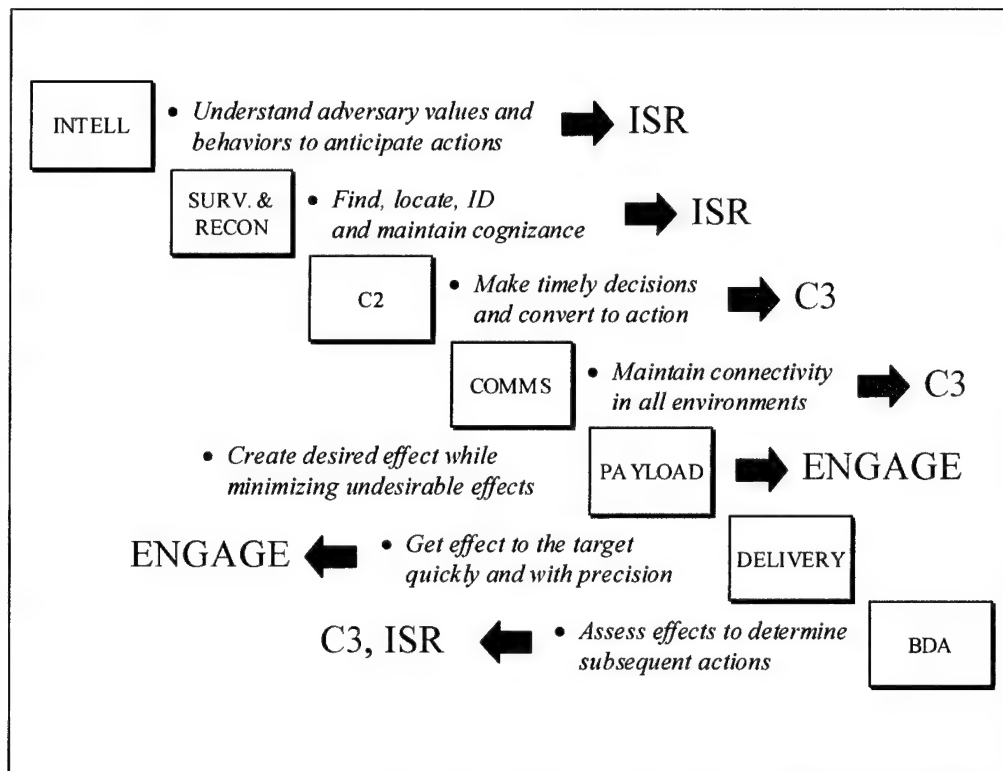 INTELL
• Understand adversary values and
behaviors to anticipate actions
ISR
SURV. &
RECON
• Find, locate, ID
and maintain cognizance
ISR
C2
• Make timely decisions
and convert to action
C3
COMMS
• Maintain connectivity
in all environments
C3
• Create desired effect while
minimizing undesirable effects
PAYLOAD
ENGAGE
ENGAGE
• Get effect to the target
quickly and with precision
DELIVERY
C3, ISR
• Assess effects to determine
subsequent actions
BDA